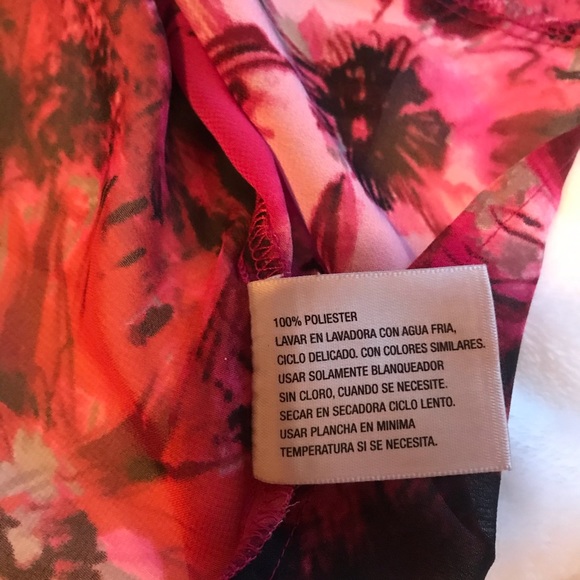 100% POLIESTER
LAVAR EN LAVADORA CON AGUA FRIA,
CICLO DELICADO. CON COLORES SIMILARES.
USAR SOLAMENTE BLANQUEADOR
SIN CLORO, CUANDO SE NECESITE.
SECAR EN SECADORA CICLO LENTO.
USAR PLANCHA EN MINIMA
TEMPERATURA SI SE NECESITA.